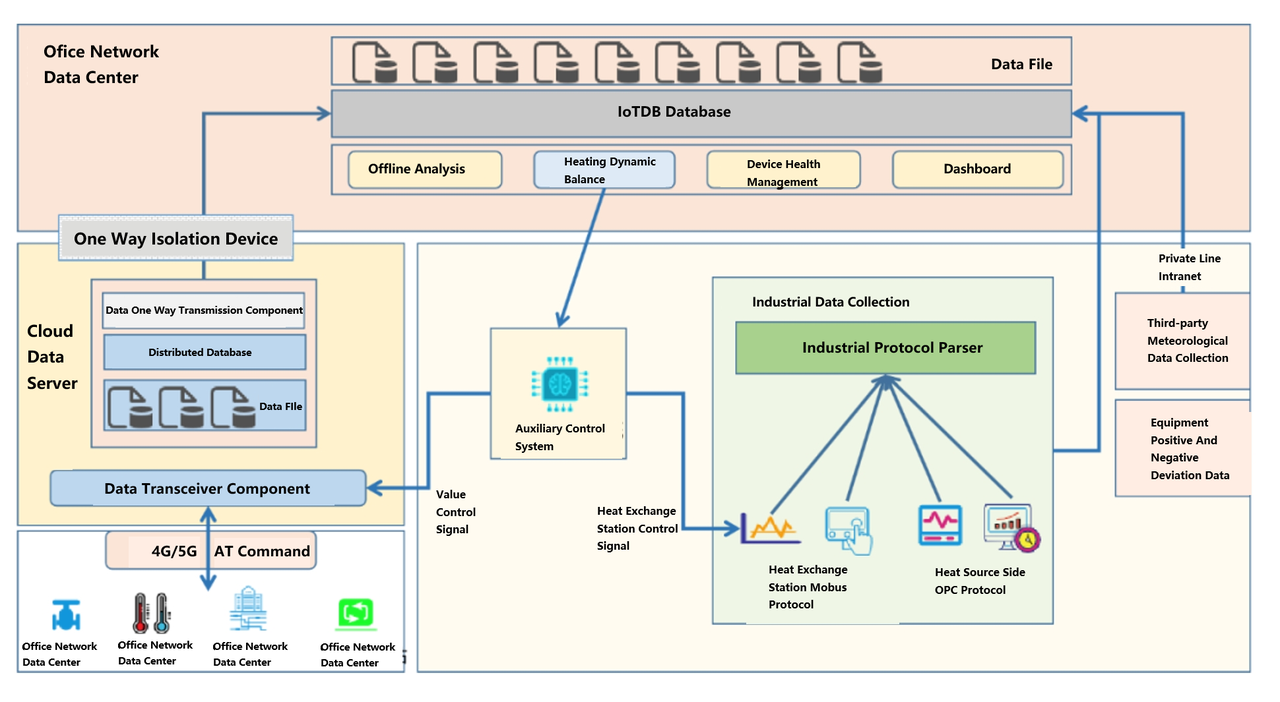 Ofice Network
Data Center
Data File
IoTDB Database
Offline Analysis
Heating Dynamic
Balance
Device Health
Management
Dashboard
One Way Isolation Device
Cloud
Data
Server
Data One Way Transmission Component
Distributed Database
Data FIle
Data Transceiver Component
4G/5G
AT Command
Office Network
Data Center
Office Network
Data Center
Office Network
Data Center
Office Network
Data Center
Auxiliary Control
System
Value
Control
Signal
Heat Exchange
Station Control
Signal
Industrial Data Collection
Industrial Protocol Parser
Heat Exchange
Station Mobus
Protocol
Heat Source Side
OPC Protocol
Private Line
Intranet
Third-party
Meteorological
Data Collection
Equipment
Positive And
Negative
Deviation Data